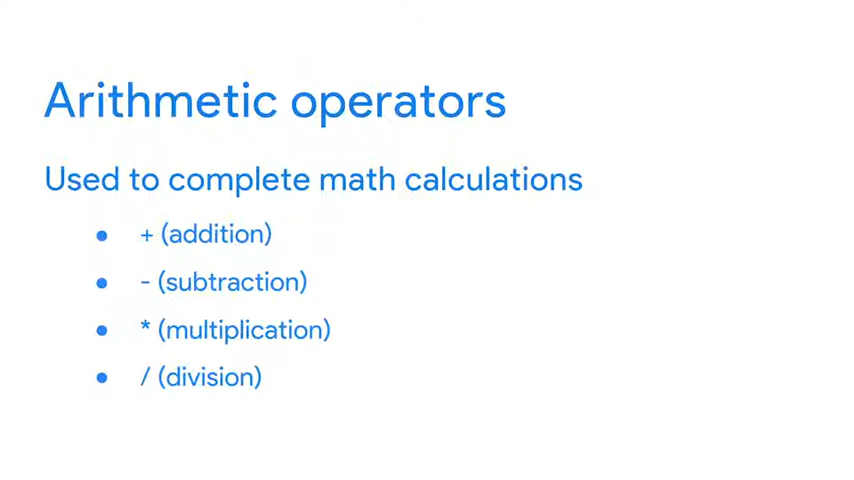 Arithmetic operators
Used to complete math calculations
● + (addition)
● - (subtraction)
● * (multiplication)
● / (division)